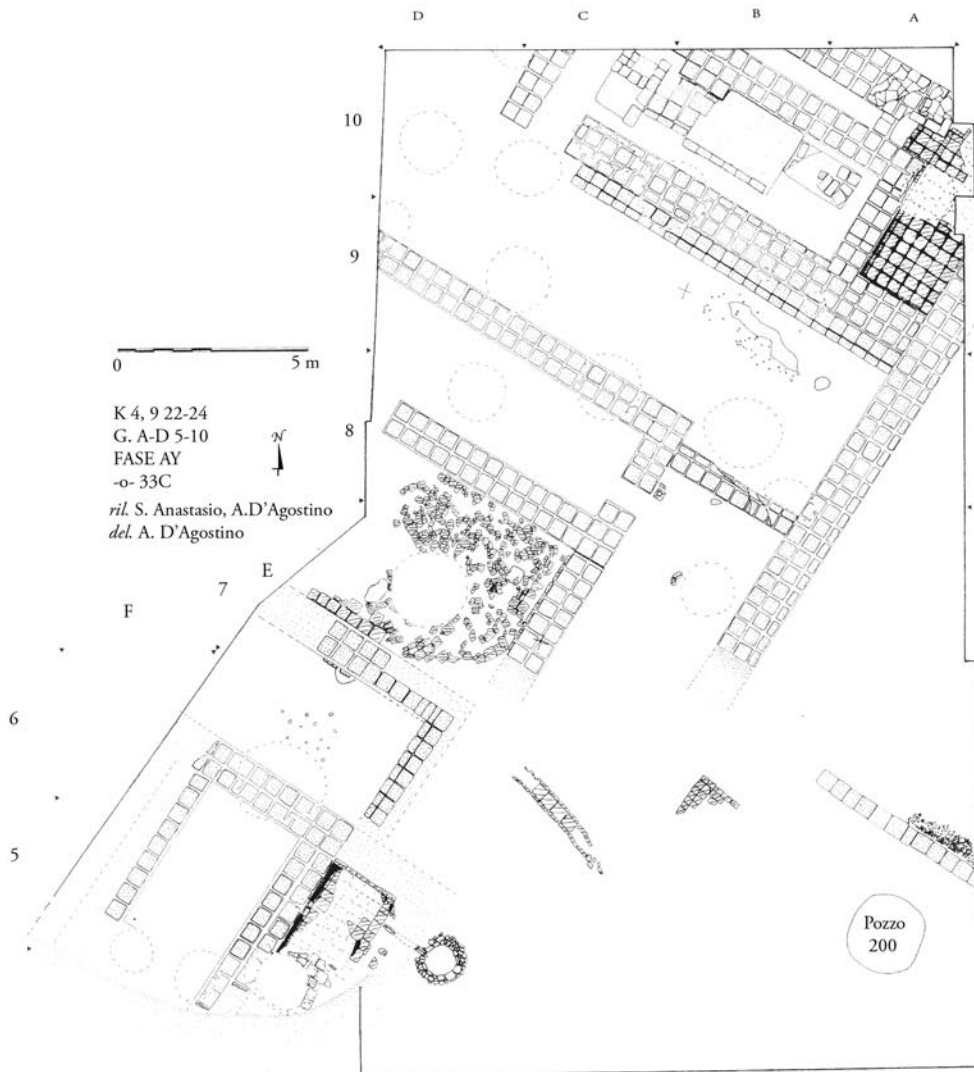 D C B A
10
9
0 5 m
K 4, 9 22-24
G. A-D 5-10
FASE AY
-o- 33C
ril. S. Anastasio, A.D'Agostino
del. A. D'Agostino
N
8
7 E
F
6
5
Pozzo
200